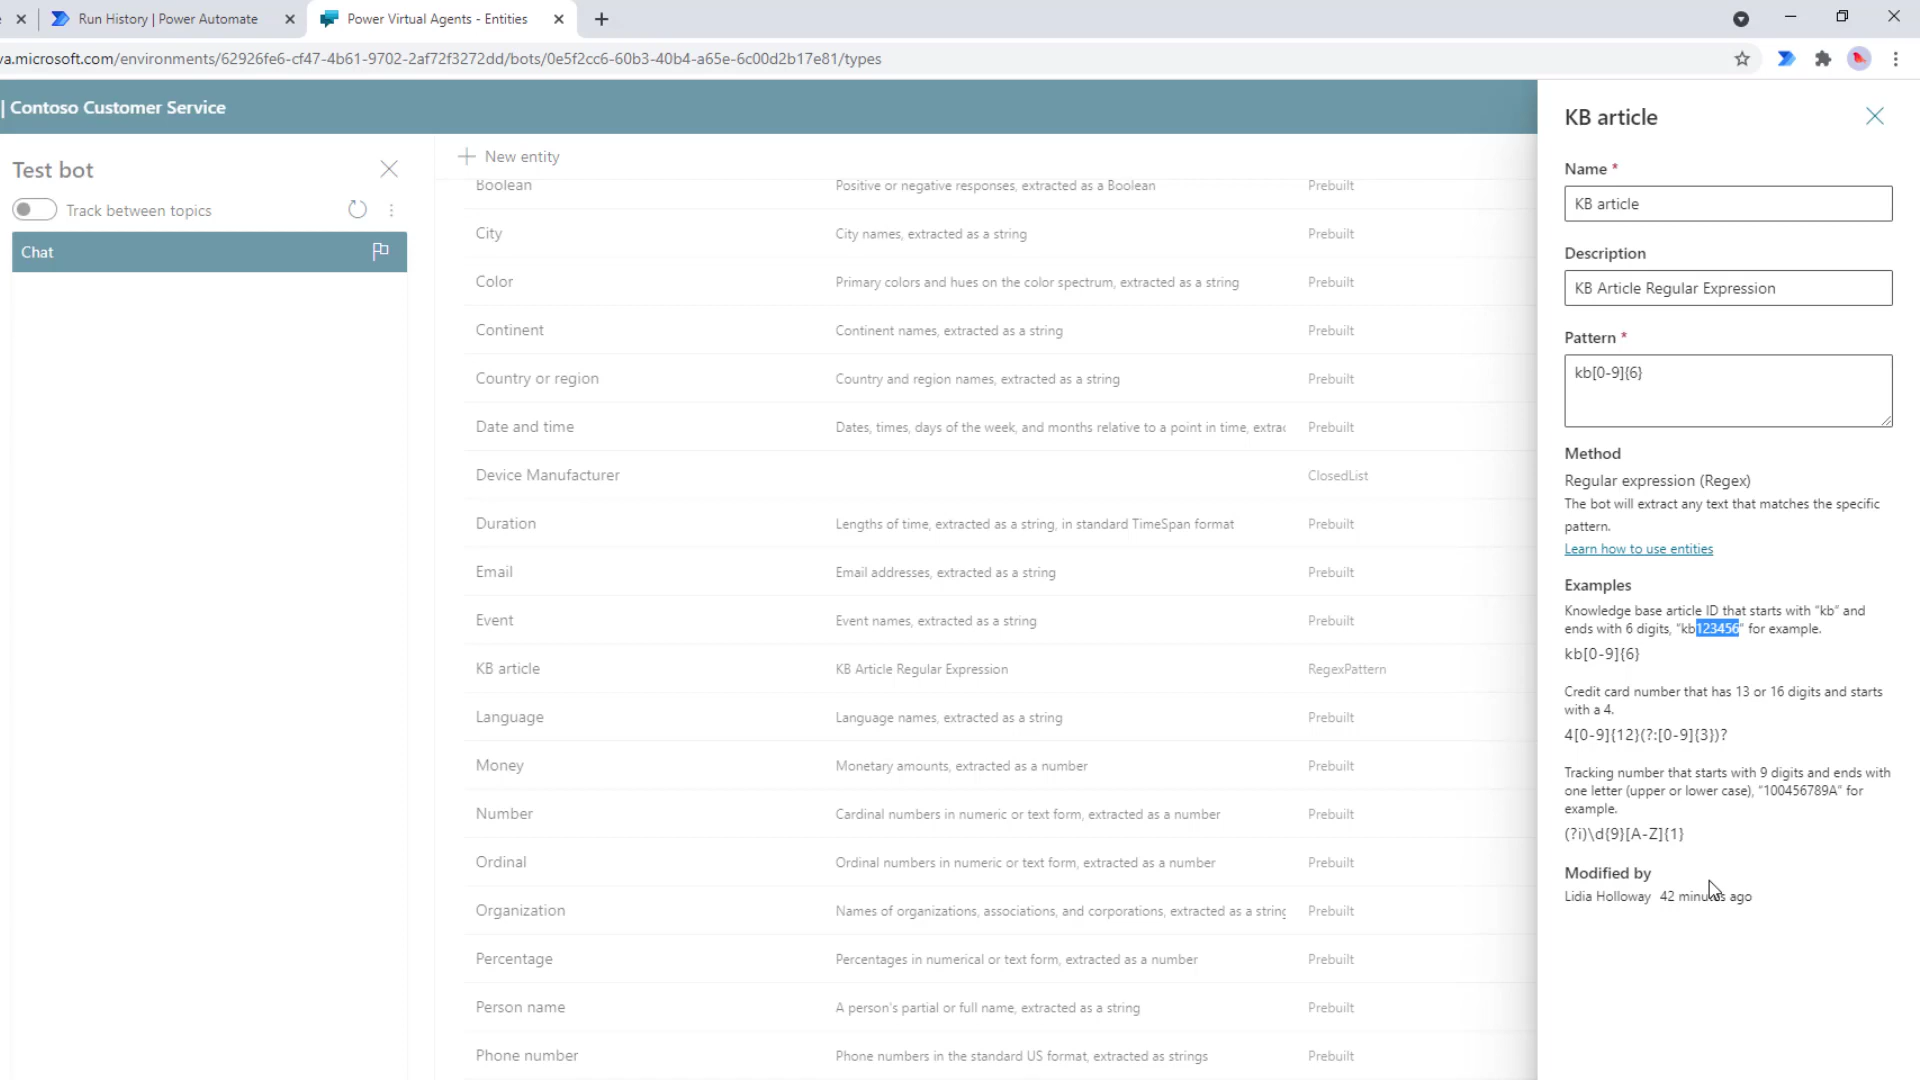 Run History | Power Automate
Power Virtual Agents - Entities
va.microsoft.com/environments/62926fe6-cf47-4b61-9702-2af72f3272dd/bots/0e5f2cc6-60b3-40b4-a65e-6c00d2b17e81/types
| Contoso Customer Service
Test bot
Track between topics
Chat
New entity
Boolean Positive or negative responses, extracted as a Boolean Prebuilt
City City names, extracted as a string Prebuilt
Color Primary colors and hues on the color spectrum, extracted as a string Prebuilt
Continent Continent names, extracted as a string Prebuilt
Country or region Country and region names, extracted as a string Prebuilt
Date and time Dates, times, days of the week, and months relative to a point in time, extrac Prebuilt
Device Manufacturer ClosedList
Duration Lengths of time, extracted as a string, in standard TimeSpan format Prebuilt
Email Email addresses, extracted as a string Prebuilt
Event Event names, extracted as a string Prebuilt
KB article KB Article Regular Expression RegexPattern
Language Language names, extracted as a string Prebuilt
Money Monetary amounts, extracted as a number Prebuilt
Number Cardinal numbers in numeric or text form, extracted as a number Prebuilt
Ordinal Ordinal numbers in numeric or text form, extracted as a number Prebuilt
Organization Names of organizations, associations, and corporations, extracted as a string Prebuilt
Percentage Percentages in numerical or text form, extracted as a number Prebuilt
Person name A person's partial or full name, extracted as a string Prebuilt
Phone number Phone numbers in the standard US format, extracted as strings Prebuilt
KB article
Name *
KB article
Description
KB Article Regular Expression
Pattern *
kb[0-9]{6}
Method
Regular expression (Regex)
The bot will extract any text that matches the specific
pattern.
Learn how to use entities
Examples
Knowledge base article ID that starts with "kb" and
ends with 6 digits, "kb123456" for example.
kb[0-9]{6}
Credit card number that has 13 or 16 digits and starts
with a 4.
4[0-9]{12}(?:[0-9]{3})?
Tracking number that starts with 9 digits and ends with
one letter (upper or lower case), "100456789A" for
example.
(?i)\d{9}[A-Z]{1}
Modified by
Lidia Holloway 42 minutes ago